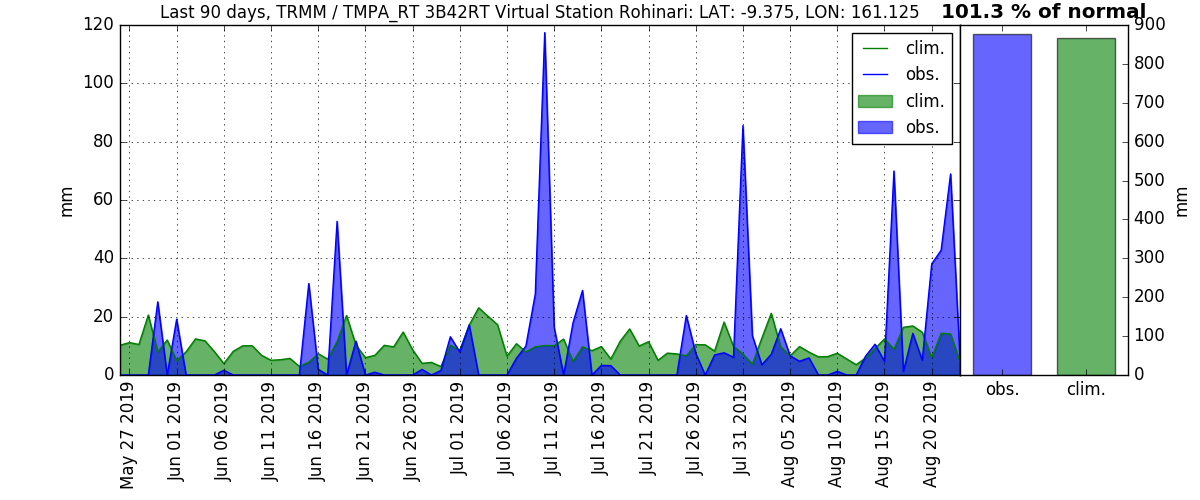 Last 90 days, TRMM / TMPA_RT 3B42RT Virtual Station Rohinari: LAT: -9.375, LON: 161.125
101.3 % of normal
120
100
80
60
40
20
0
mm
clim.
obs.
clim.
obs.
May 27 2019
Jun 01 2019
Jun 06 2019
Jun 11 2019
Jun 16 2019
Jun 21 2019
Jun 26 2019
Jul 01 2019
Jul 06 2019
Jul 11 2019
Jul 16 2019
Jul 21 2019
Jul 26 2019
Jul 31 2019
Aug 05 2019
Aug 10 2019
Aug 15 2019
Aug 20 2019
900
800
700
600
500
400
300
200
100
0
mm
obs.
clim.